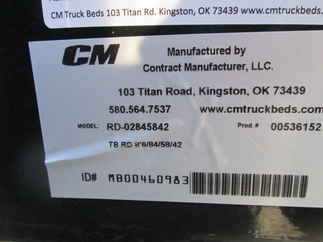 CM Truck Beds 103 Titan Rd. Kingston, OK 73439 www.cmtruckbeds.com
CM
Manufactured by
Contract Manufacturer, LLC.
103 Titan Road, Kingston, OK 73439
580.564.7537 www.cmtruckbeds.com
MODEL: RD-02845842 Prod.# 00536152
TB RD 8'6/84/58/42
ID# MB00460983